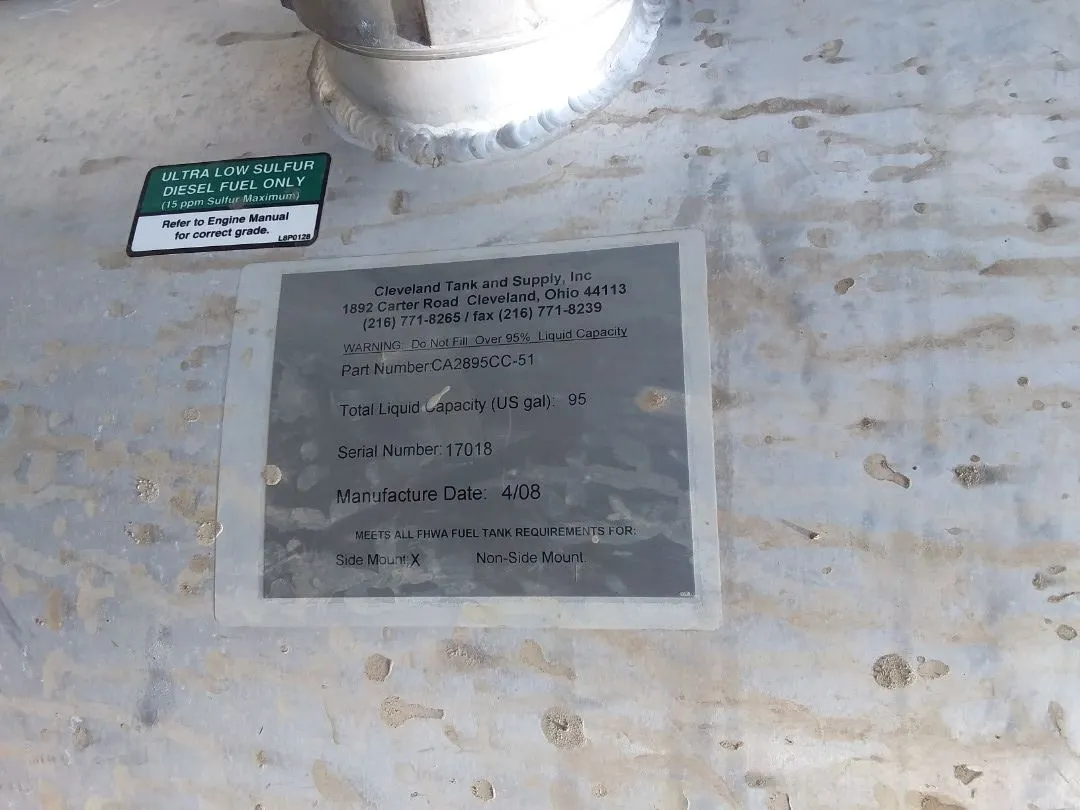 ULTRA LOW SULFUR
DIESEL FUEL ONLY
(15 ppm Sulfur Maximum)
Refer to Engine Manual
for correct grade.
L8P0128
Cleveland Tank and Supply, Inc
1892 Carter Road Cleveland, Ohio 44113
(216) 771-8265 / fax (216) 771-8239
WARNING: Do Not Fill Over 95% Liquid Capacity
Part Number:CA2895CC-51
Total Liquid Capacity (US gal): 95
Serial Number: 17018
Manufacture Date: 4/08
MEETS ALL FHWA FUEL TANK REQUIREMENTS FOR:
Side Mount:X Non-Side Mount: